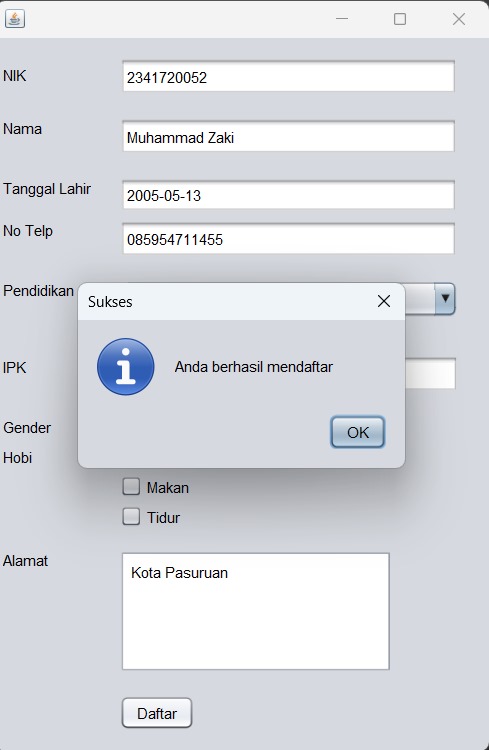 NIK
2341720052
Nama
Muhammad Zaki
Tanggal Lahir
2005-05-13
No Telp
085954711455
Pendidikan
Sukses
Anda berhasil mendaftar
OK
IPK
Gender
Hobi
Makan
Tidur
Alamat
Kota Pasuruan
Daftar